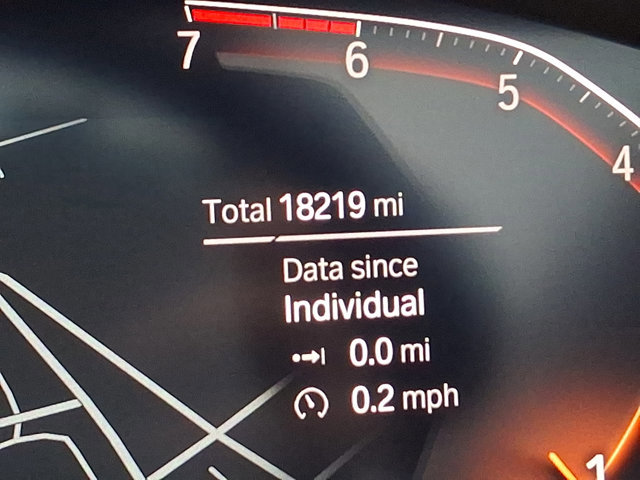 7
6
5
4
Total 18219 mi
Data since
Individual
0.0 mi
0.2 mph
1